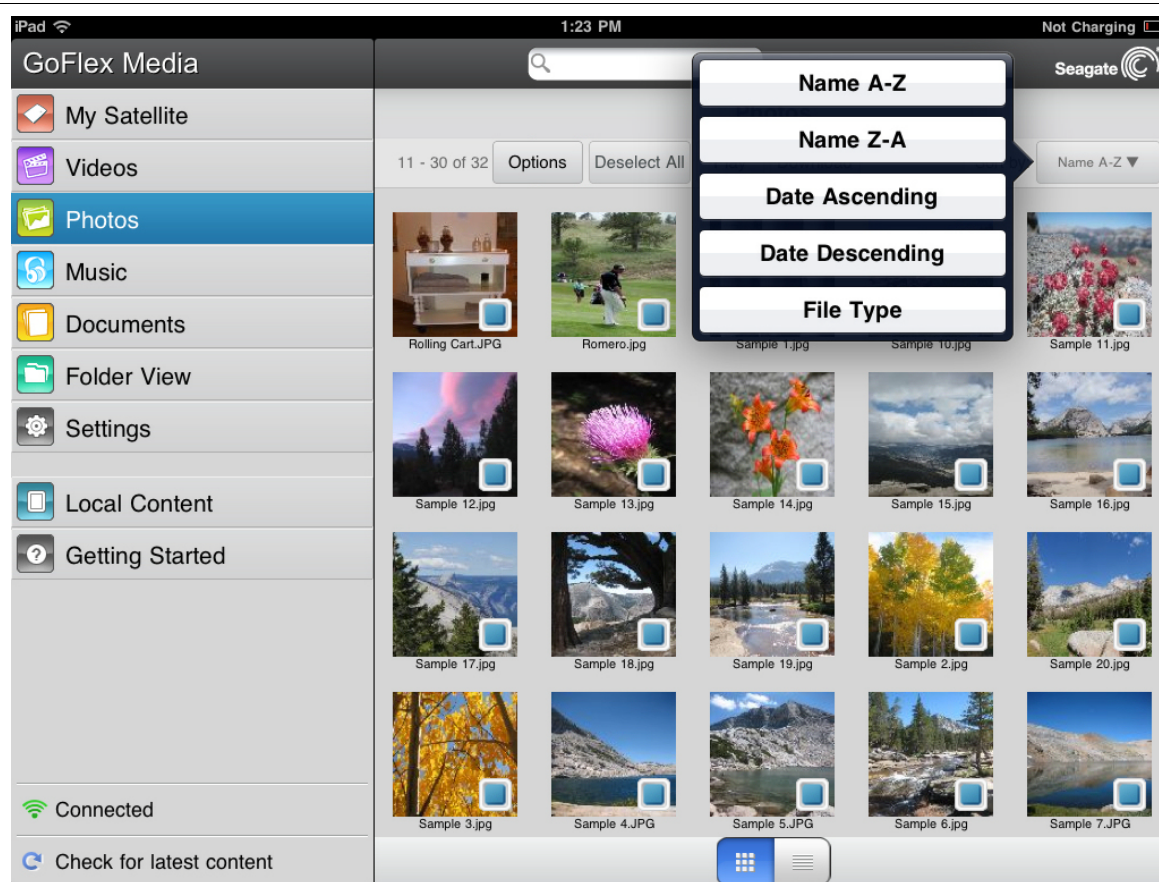 iPad
1:23 PM
Not Charging
GoFlex Media
Seagate
My Satellite
Videos
Photos
Music
Documents
Folder View
Settings
Local Content
Getting Started
Connected
Check for latest content
11 - 30 of 32
Options
Deselect All
Name A-Z ▼
Name A-Z
Name Z-A
Date Ascending
Date Descending
File Type
Rolling Cart.JPG
Romero.jpg
Sample 1.jpg
Sample 10.jpg
Sample 11.jpg
Sample 12.jpg
Sample 13.jpg
Sample 14.jpg
Sample 15.jpg
Sample 16.jpg
Sample 17.jpg
Sample 18.jpg
Sample 19.jpg
Sample 2.jpg
Sample 20.jpg
Sample 3.jpg
Sample 4.JPG
Sample 5.JPG
Sample 6.jpg
Sample 7.JPG